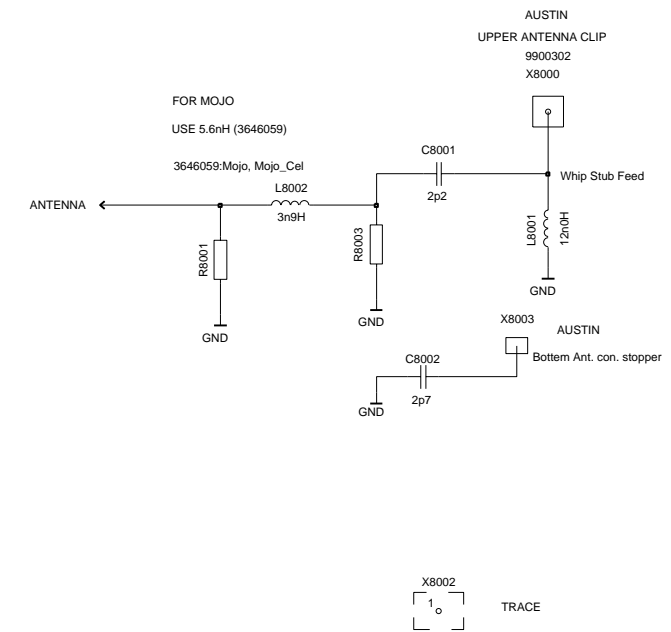 AUSTIN
UPPER ANTENNA CLIP
9900302
X8000
FOR MOJO
USE 5.6nH (3646059)
3646059:Mojo, Mojo_Cel
C8001
2p2
Whip Stub Feed
L8002
3n9H
ANTENNA
R8001
R8003
L8001
12n0H
GND
GND
GND
X8003
AUSTIN
Bottem Ant. con. stopper
C8002
2p7
GND
X8002
1
TRACE